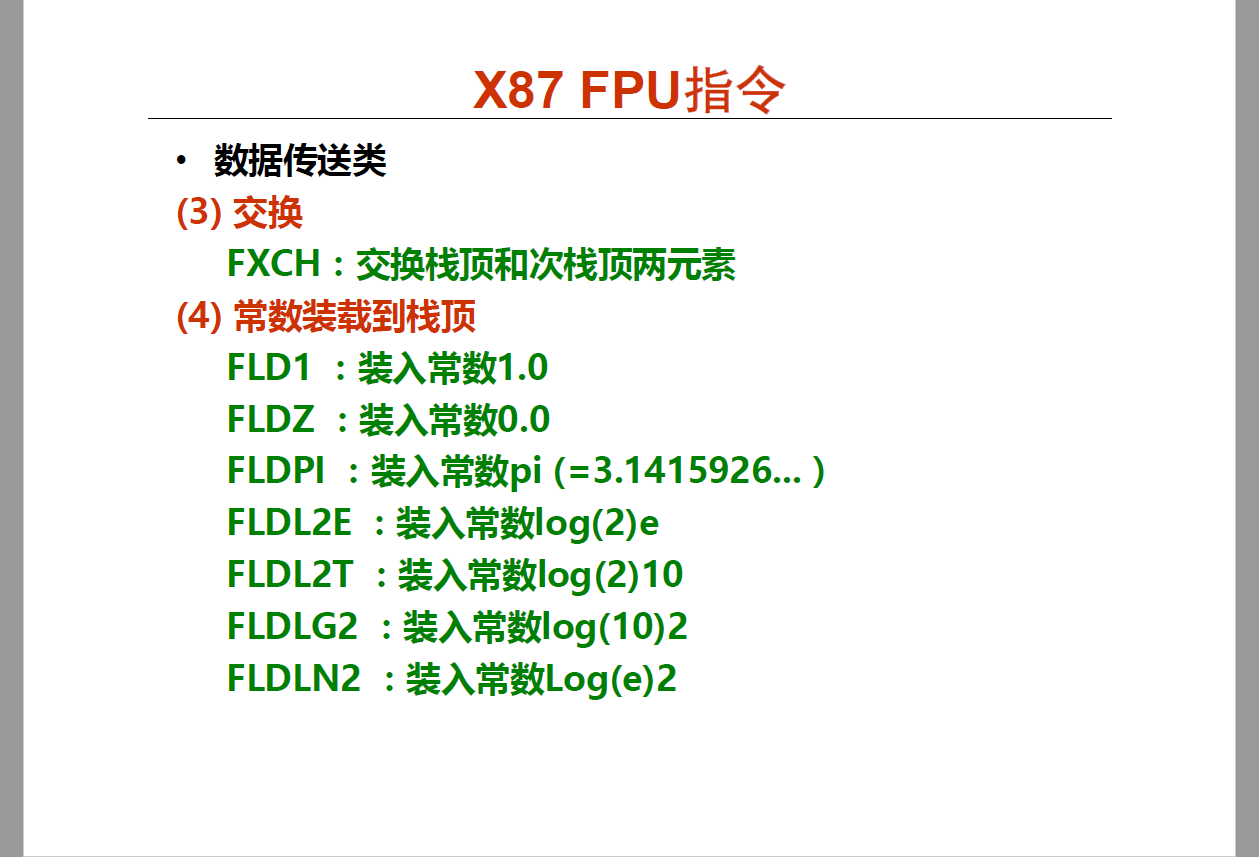 X87 FPU指令
• 数据传送类
(3) 交换
FXCH：交换栈顶和次栈顶两元素
(4) 常数装载到栈顶
FLD1 ：装入常数1.0
FLDZ ：装入常数0.0
FLDPI ：装入常数pi (=3.1415926... )
FLDL2E ：装入常数log(2)e
FLDL2T ：装入常数log(2)10
FLDLG2 ：装入常数log(10)2
FLDLN2 ：装入常数Log(e)2